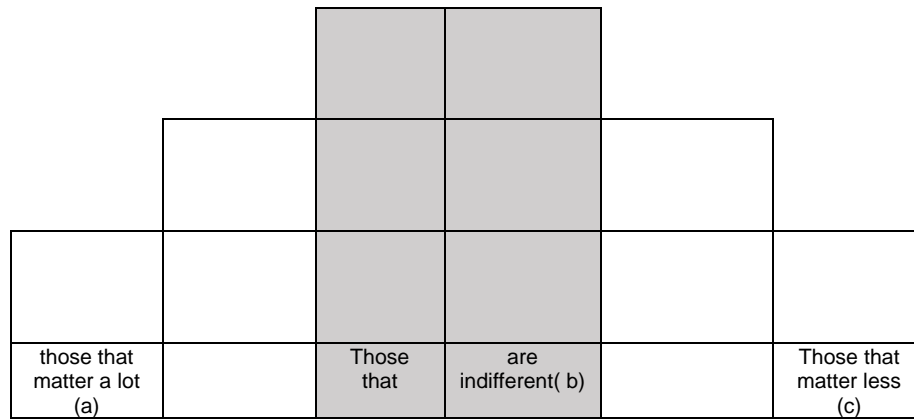 those that
matter a lot
(a)
Those
that
are
indifferent( b)
Those that
matter less
(c)